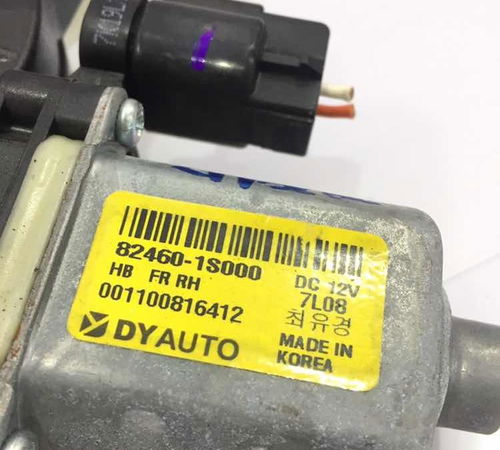 82460-1S000
HB FR RH
001100816412
DYAUTO
DC 12V
7L08
최유경
MADE IN
KOREA